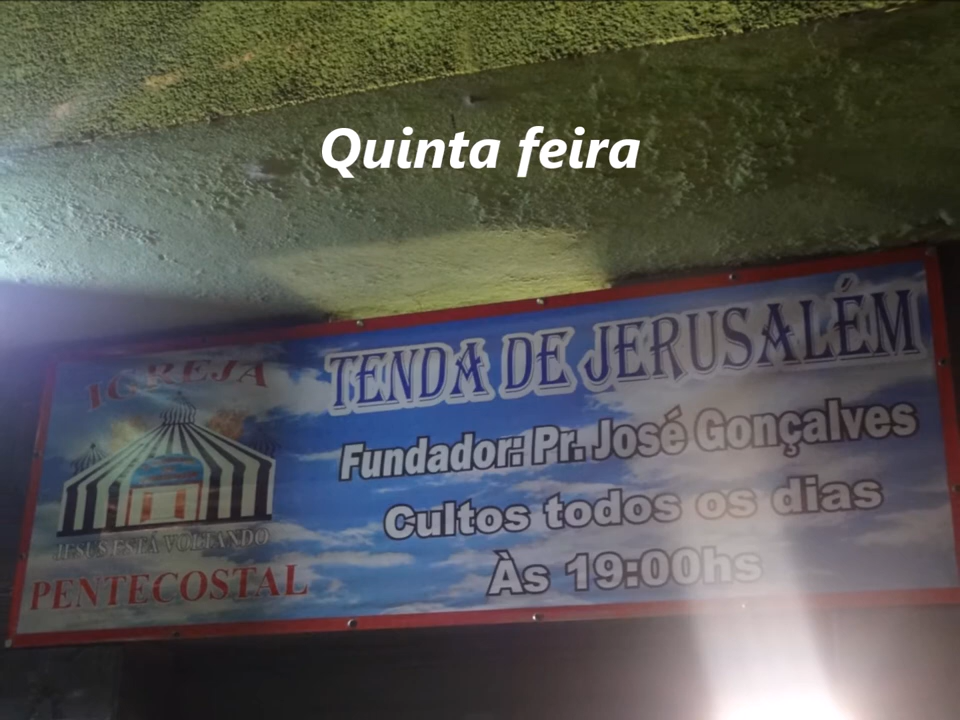 Quinta feira
IGREJA
JESUS ESTÁ VOLTANDO
PENTECOSTAL
TENDA DE JERUSALÉM
Fundador: Pr. José Gonçalves
Cultos todos os dias
Às 19:00hs